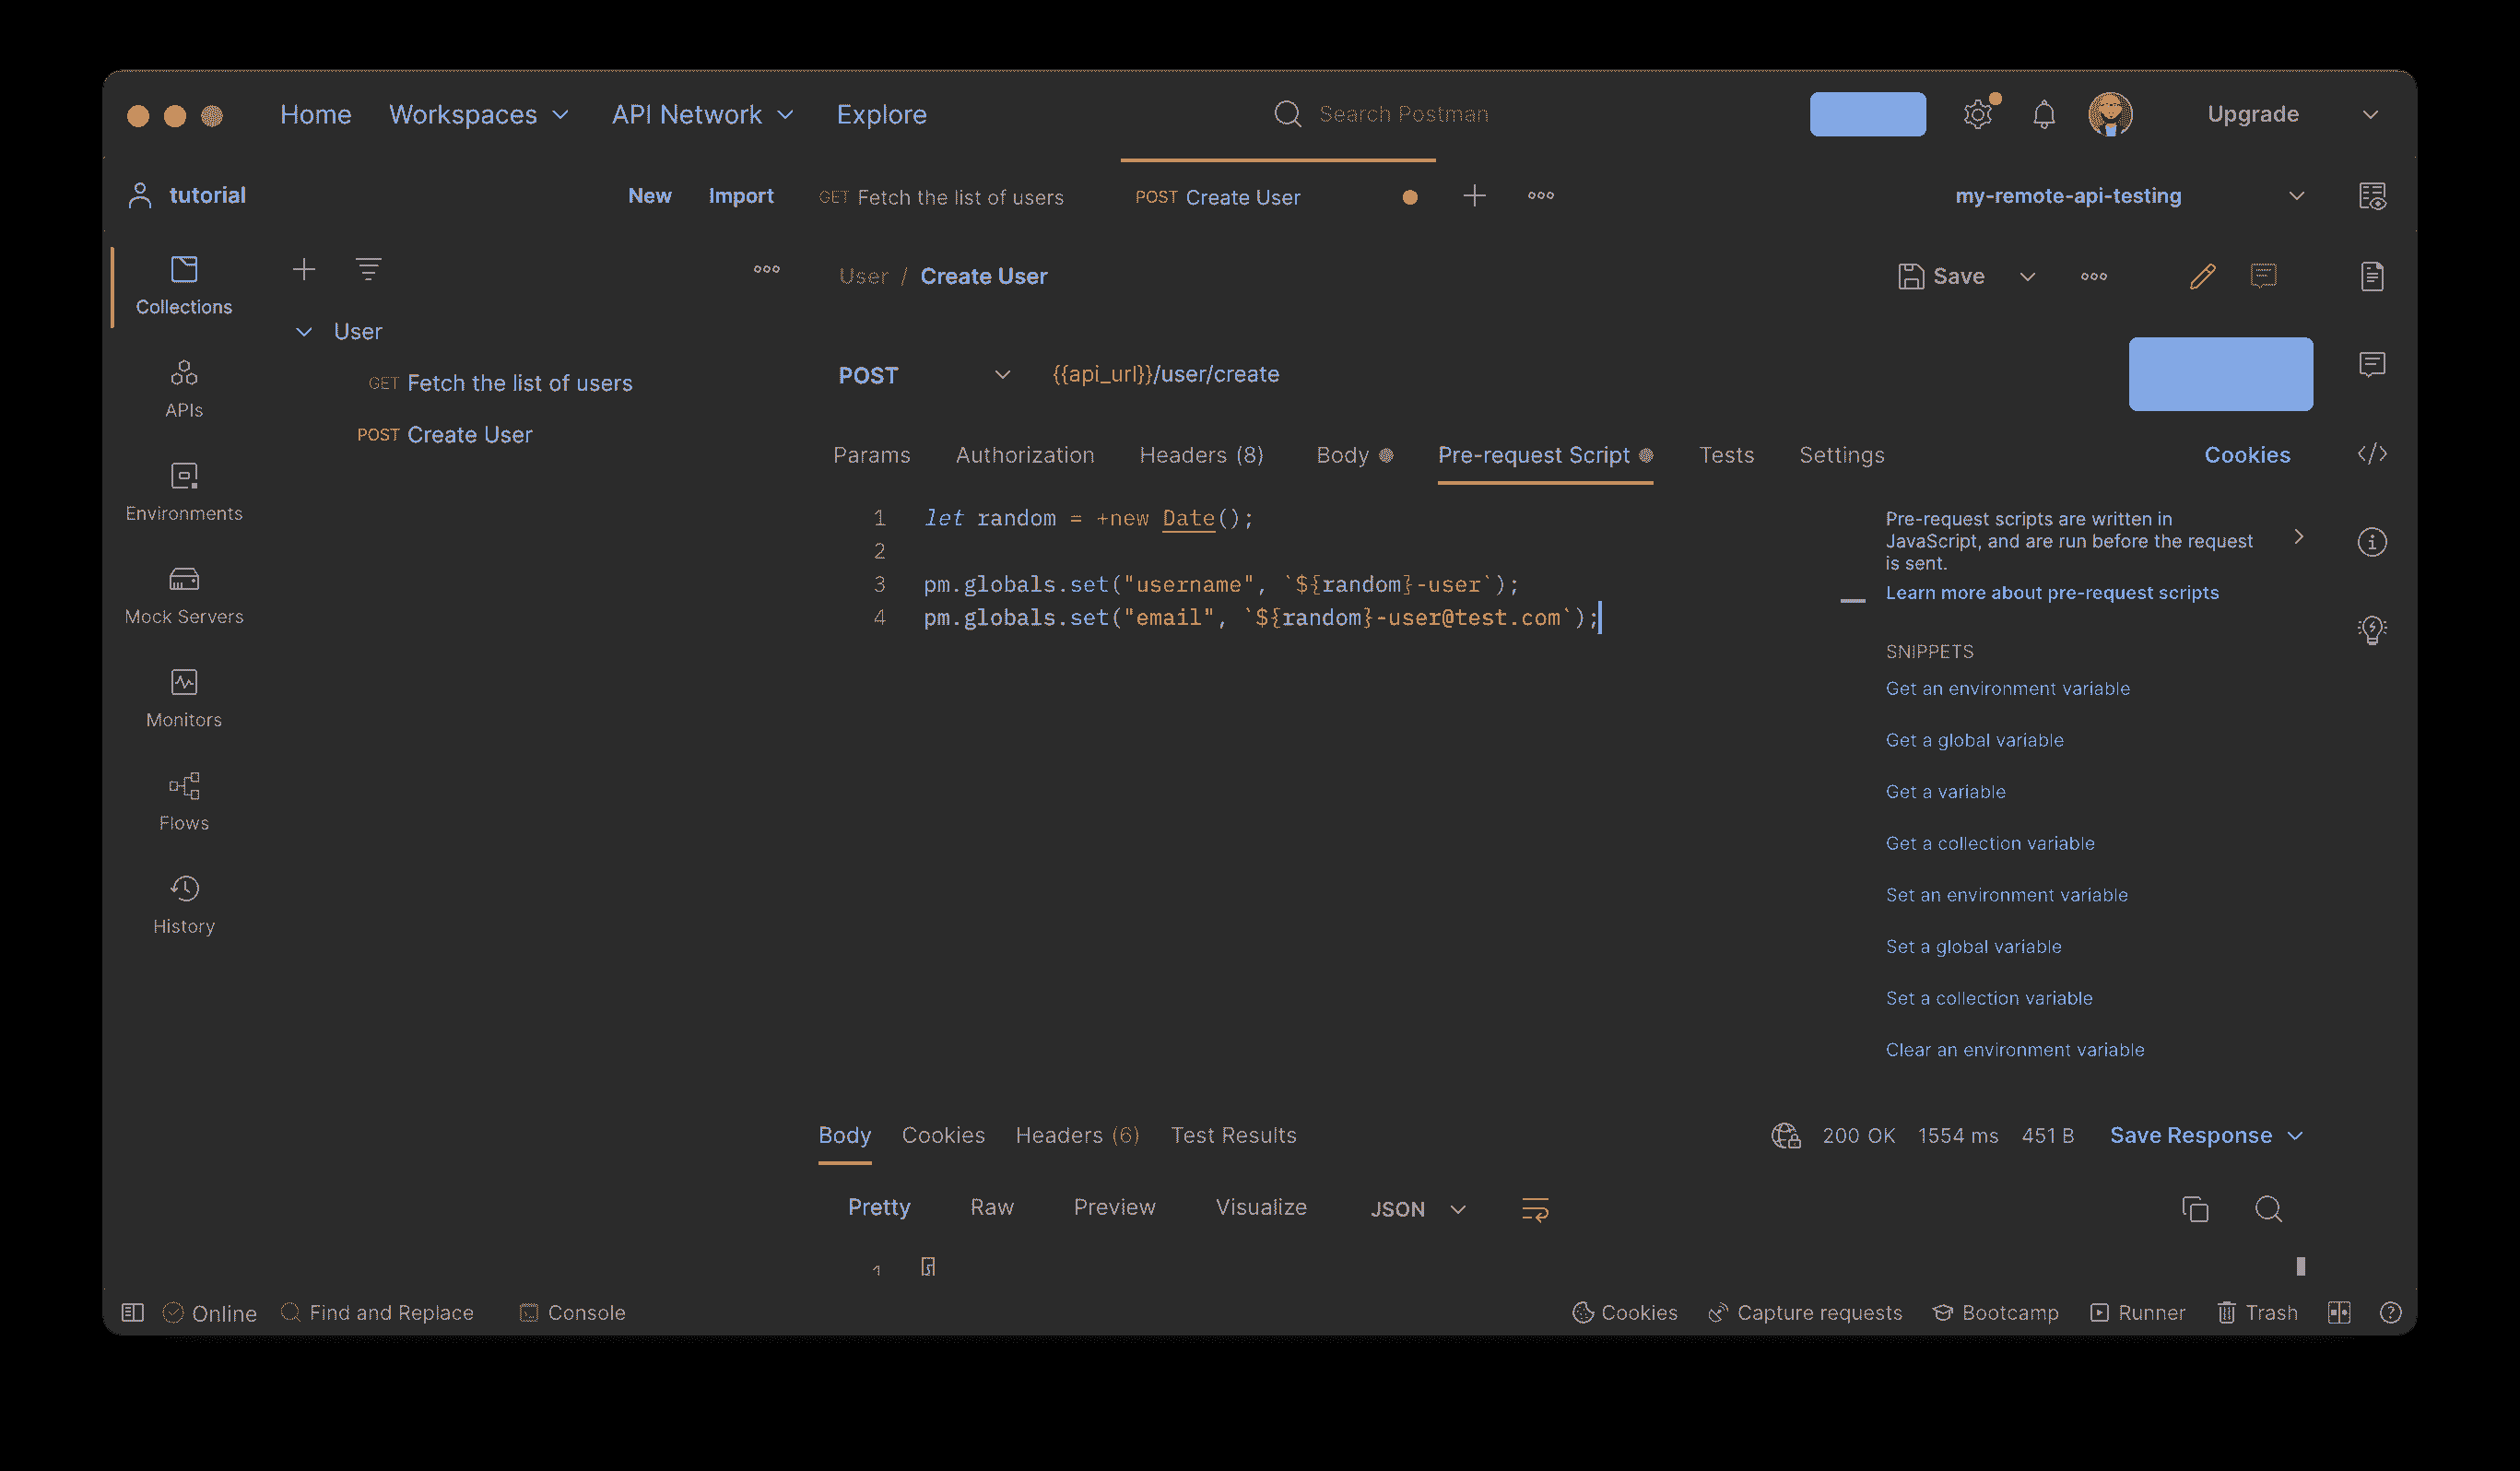 Home Workspaces API Network Explore Search Postman Upgrade
tutorial New Import GET Fetch the list of users POST Create User my-remote-api-testing
User / Create User Save
Collections
User
GET Fetch the list of users
POST Create User
APIs
Environments
Mock Servers
Monitors
Flows
History
POST {{api_url}}/user/create
Params Authorization Headers (8) Body Pre-request Script Tests Settings Cookies
1 let random = +new Date();
2
3 pm.globals.set("username", `${random}-user`);
4 pm.globals.set("email", `${random}-user@test.com`);
Pre-request scripts are written in
JavaScript, and are run before the request
is sent.
Learn more about pre-request scripts
SNIPPETS
Get an environment variable
Get a global variable
Get a variable
Get a collection variable
Set an environment variable
Set a global variable
Set a collection variable
Clear an environment variable
Body Cookies Headers (6) Test Results 200 OK 1554 ms 451 B Save Response
Pretty Raw Preview Visualize JSON
1
Online Find and Replace Console Cookies Capture requests Bootcamp Runner Trash